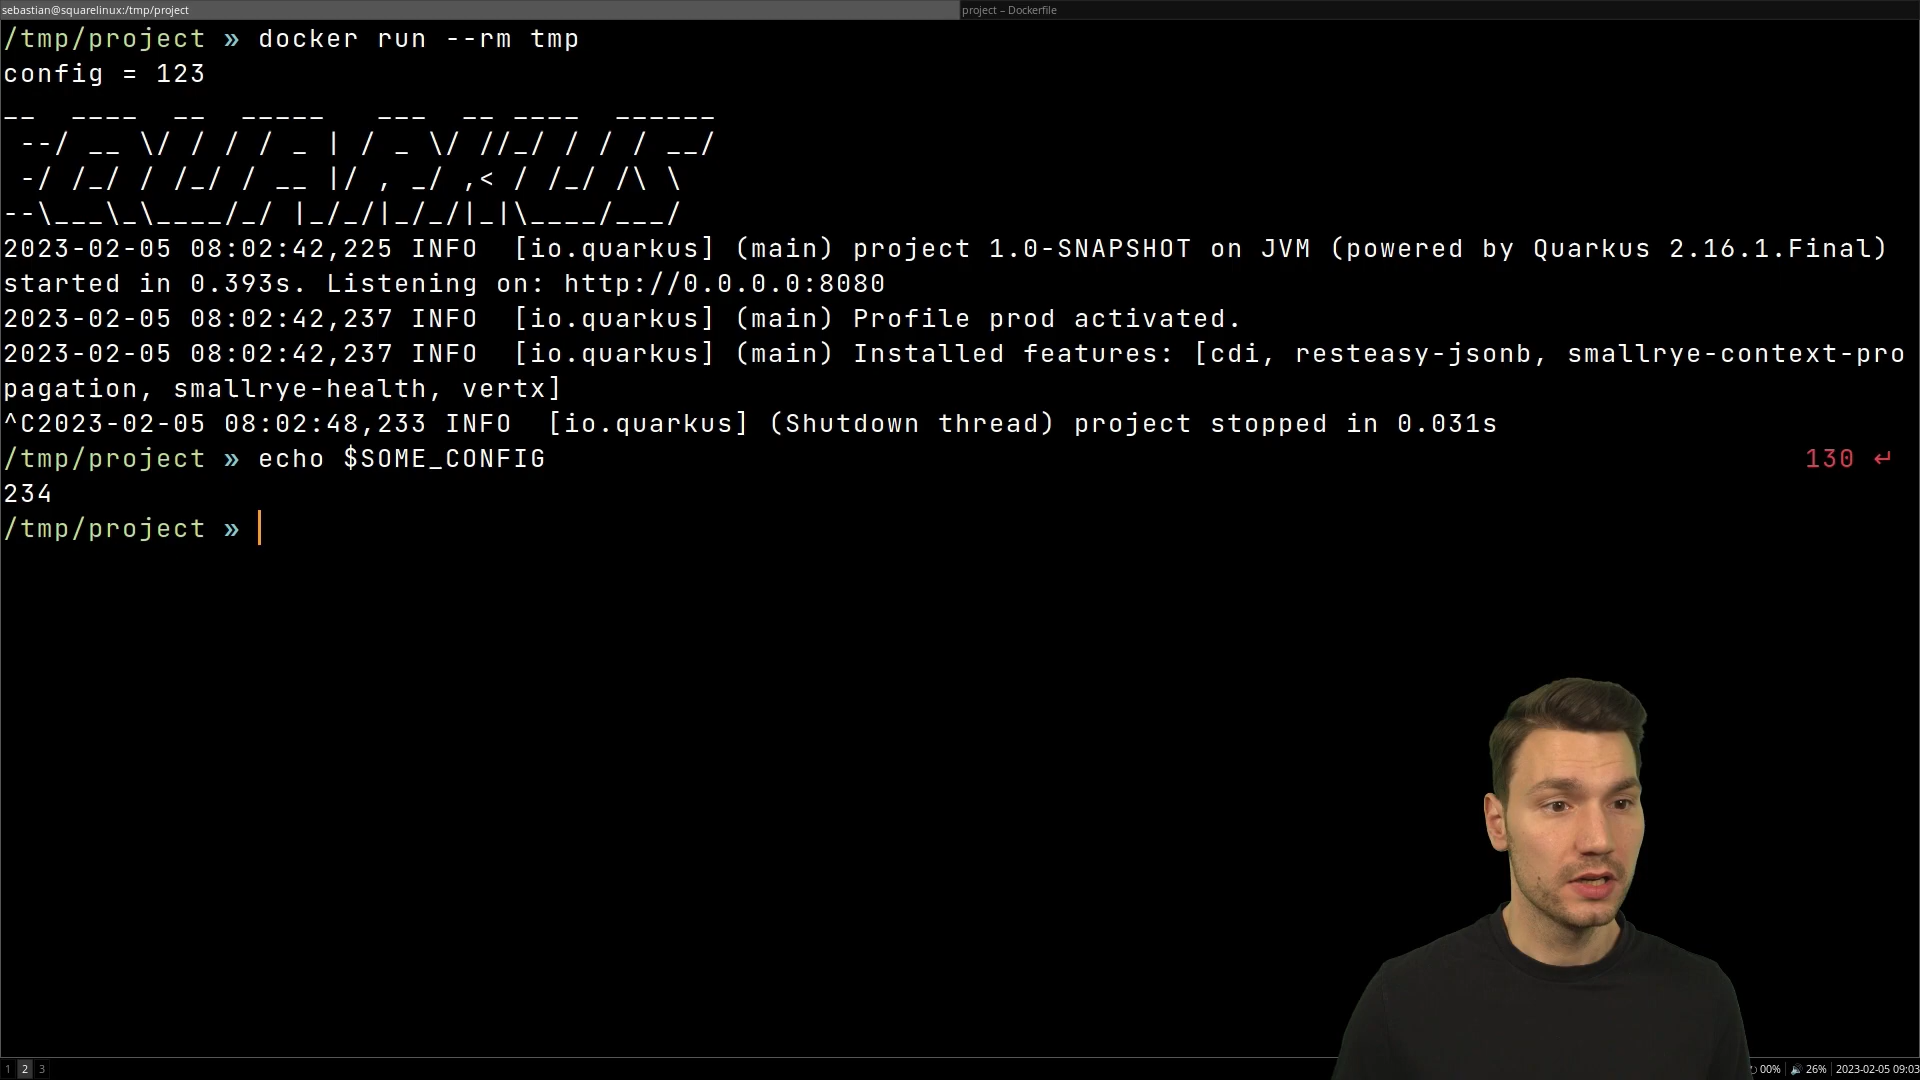 sebastian@squarelinux:/tmp/project
project – Dockerfile
/tmp/project » docker run --rm tmp
config = 123
__  ____  __  _____   ___  __ ____  ______
 --/ __ \/ / / / _ | / _ \/ //_/ / / / __/
 -/ /_/ / /_/ / __ |/ , _/ ,< / /_/ /\ \
--\___\_\____/_/ |_/_/|_/_/|_|\____/___/
2023-02-05 08:02:42,225 INFO  [io.quarkus] (main) project 1.0-SNAPSHOT on JVM (powered by Quarkus 2.16.1.Final)
started in 0.393s. Listening on: http://0.0.0.0:8080
2023-02-05 08:02:42,237 INFO  [io.quarkus] (main) Profile prod activated.
2023-02-05 08:02:42,237 INFO  [io.quarkus] (main) Installed features: [cdi, resteasy-jsonb, smallrye-context-pro
pagation, smallrye-health, vertx]
^C2023-02-05 08:02:48,233 INFO  [io.quarkus] (Shutdown thread) project stopped in 0.031s
/tmp/project » echo $SOME_CONFIG 130 ↵
234
/tmp/project »
1 2 3
00% 26% 2023-02-05 09:03